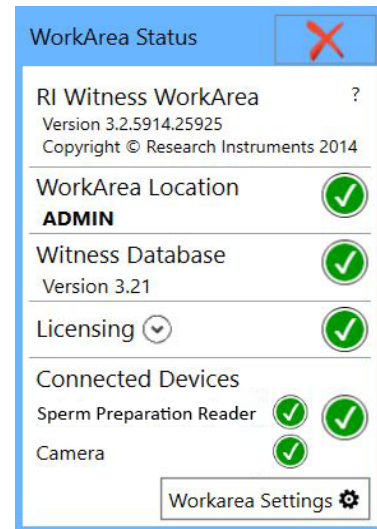 WorkArea Status
RI Witness WorkArea ?
Version 3.2.5914.25925
Copyright © Research Instruments 2014
WorkArea Location
ADMIN
Witness Database
Version 3.21
Licensing
Connected Devices
Sperm Preparation Reader
Camera
Workarea Settings